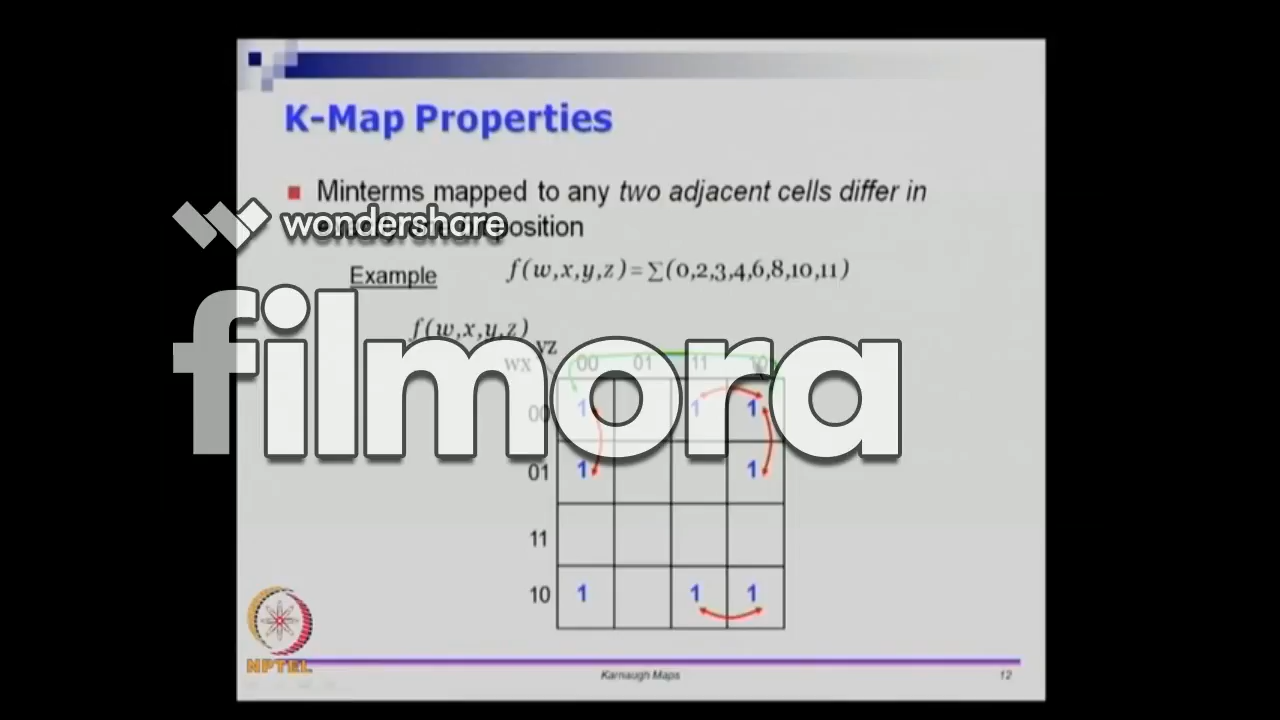 K-Map Properties
Minterms mapped to any two adjacent cells differ in
position
wondershare
Example f(w,x,y,z)=∑(0,2,3,4,6,8,10,11)
f(w,x,y,z)
yz
wx 00 01 11 10
filmora
00 1 1 1
01 1 1
11
10 1 1 1
NPTEL
Karnaugh Maps 12